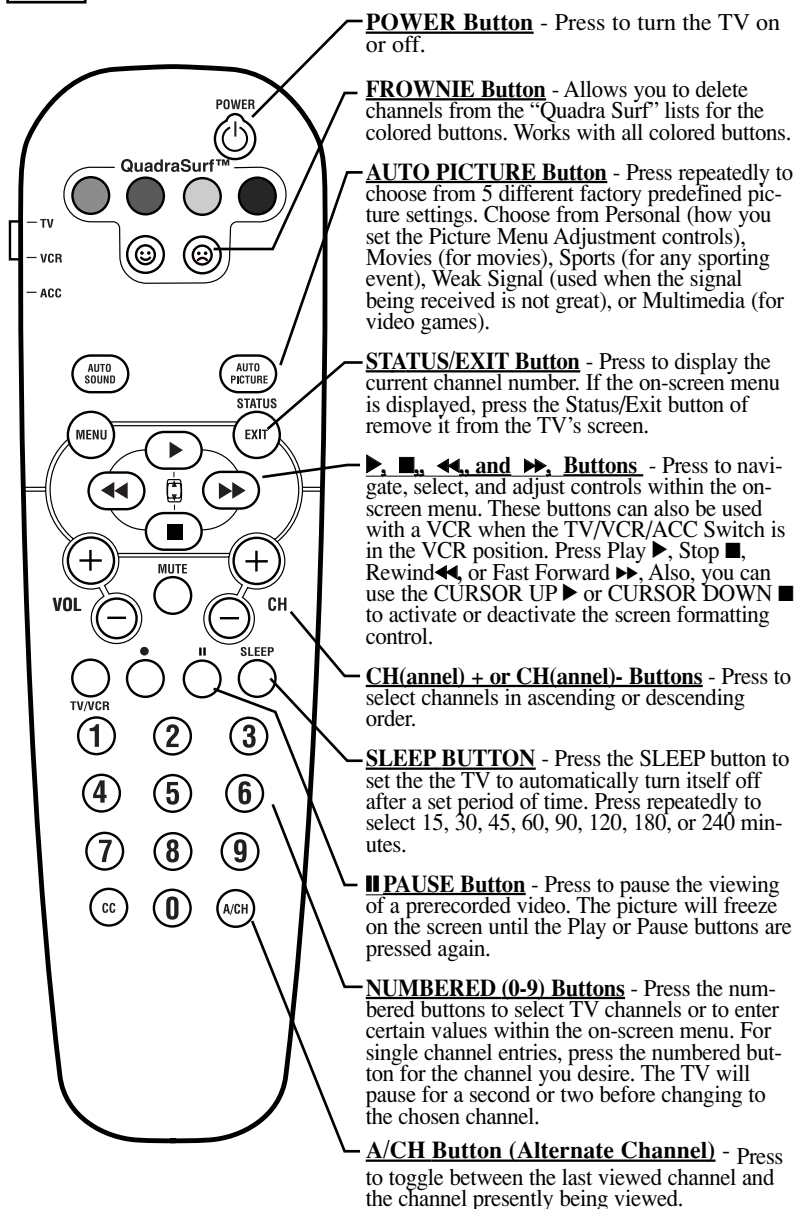 POWER Button - Press to turn the TV on
or off.
FROWNIE Button - Allows you to delete
channels from the “Quadra Surf” lists for the
colored buttons. Works with all colored buttons.
AUTO PICTURE Button - Press repeatedly to
choose from 5 different factory predefined pic-
ture settings. Choose from Personal (how you
set the Picture Menu Adjustment controls),
Movies (for movies), Sports (for any sporting
event), Weak Signal (used when the signal
being received is not great), or Multimedia (for
video games).
STATUS/EXIT Button - Press to display the
current channel number. If the on-screen menu
is displayed, press the Status/Exit button of
remove it from the TV’s screen.
▶, ■,, ◀◀,, and ▶▶, Buttons - Press to navi-
gate, select, and adjust controls within the on-
screen menu. These buttons can also be used
with a VCR when the TV/VCR/ACC Switch is
in the VCR position. Press Play ▶, Stop ■,
Rewind◀◀, or Fast Forward ▶▶, Also, you can
use the CURSOR UP ▶ or CURSOR DOWN ■
to activate or deactivate the screen formatting
control.
CH(annel) + or CH(annel)- Buttons - Press to
select channels in ascending or descending
order.
SLEEP BUTTON - Press the SLEEP button to
set the the TV to automatically turn itself off
after a set period of time. Press repeatedly to
select 15, 30, 45, 60, 90, 120, 180, or 240 min-
utes.
II PAUSE Button - Press to pause the viewing
of a prerecorded video. The picture will freeze
on the screen until the Play or Pause buttons are
pressed again.
NUMBERED (0-9) Buttons - Press the num-
bered buttons to select TV channels or to enter
certain values within the on-screen menu. For
single channel entries, press the numbered but-
ton for the channel you desire. The TV will
pause for a second or two before changing to
the chosen channel.
A/CH Button (Alternate Channel) - Press
to toggle between the last viewed channel and
the channel presently being viewed.
POWER
QuadraSurf™
TV
VCR
ACC
AUTO
SOUND
AUTO
PICTURE
STATUS
MENU
EXIT
MUTE
VOL
CH
SLEEP
TV/VCR
1 2 3
4 5 6
7 8 9
CC 0 A/CH